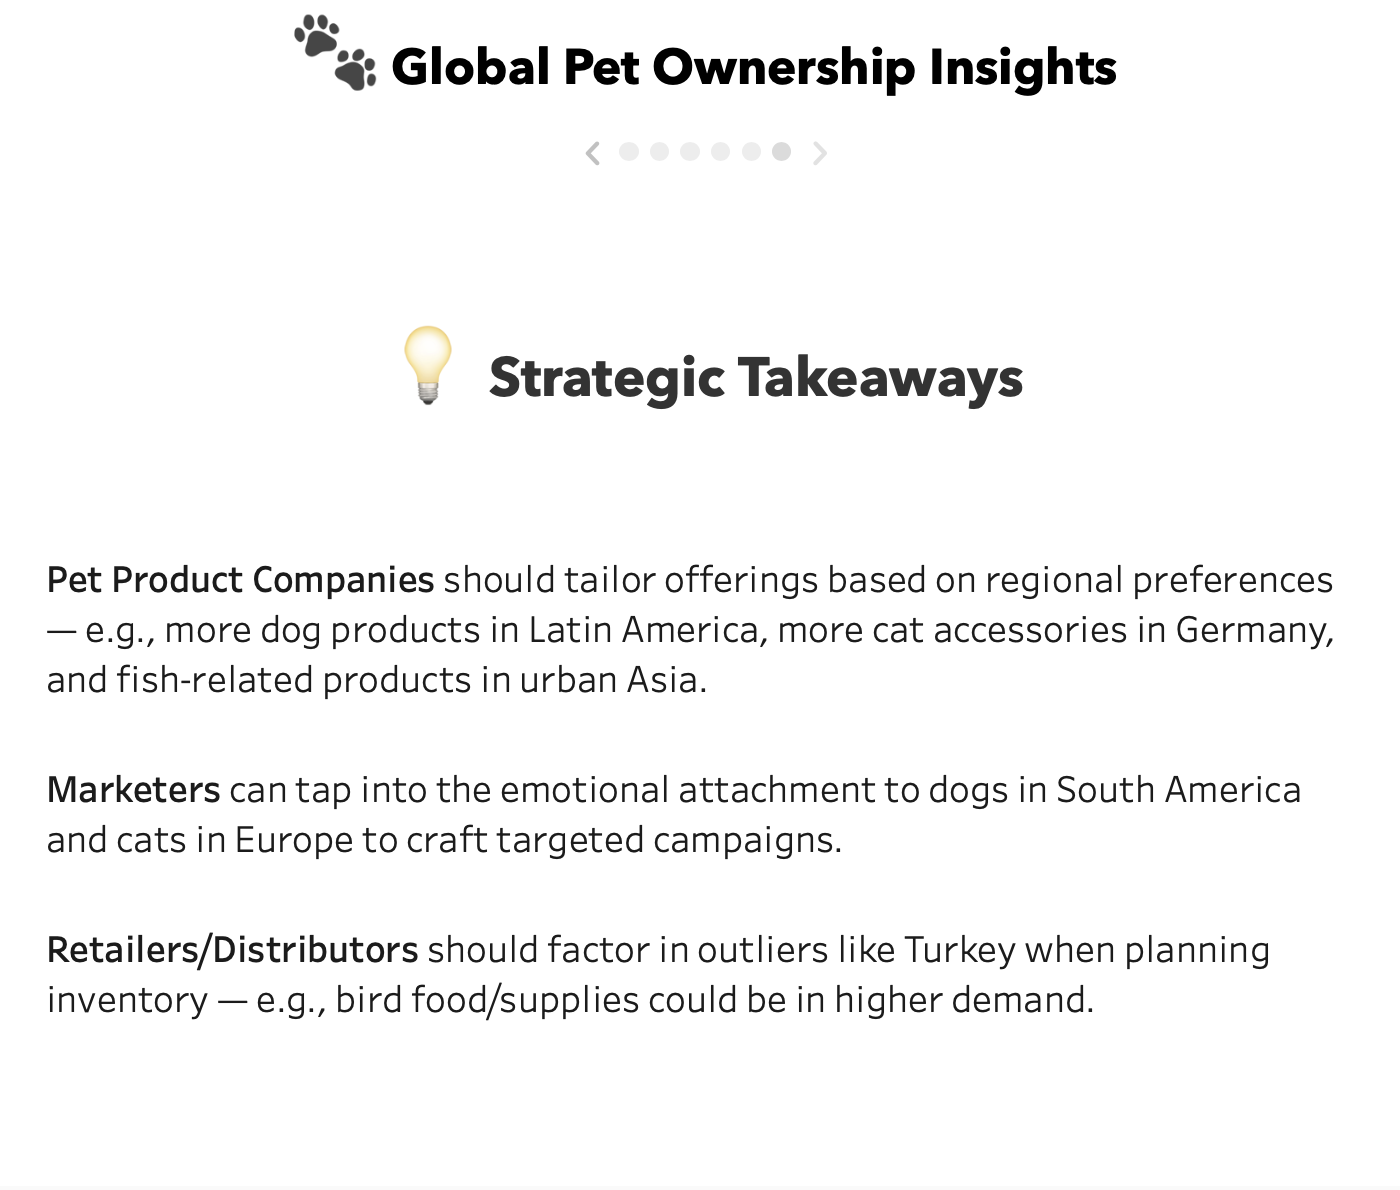 Global Pet Ownership Insights
Strategic Takeaways
Pet Product Companies should tailor offerings based on regional preferences
— e.g., more dog products in Latin America, more cat accessories in Germany,
and fish-related products in urban Asia.
Marketers can tap into the emotional attachment to dogs in South America
and cats in Europe to craft targeted campaigns.
Retailers/Distributors should factor in outliers like Turkey when planning
inventory — e.g., bird food/supplies could be in higher demand.